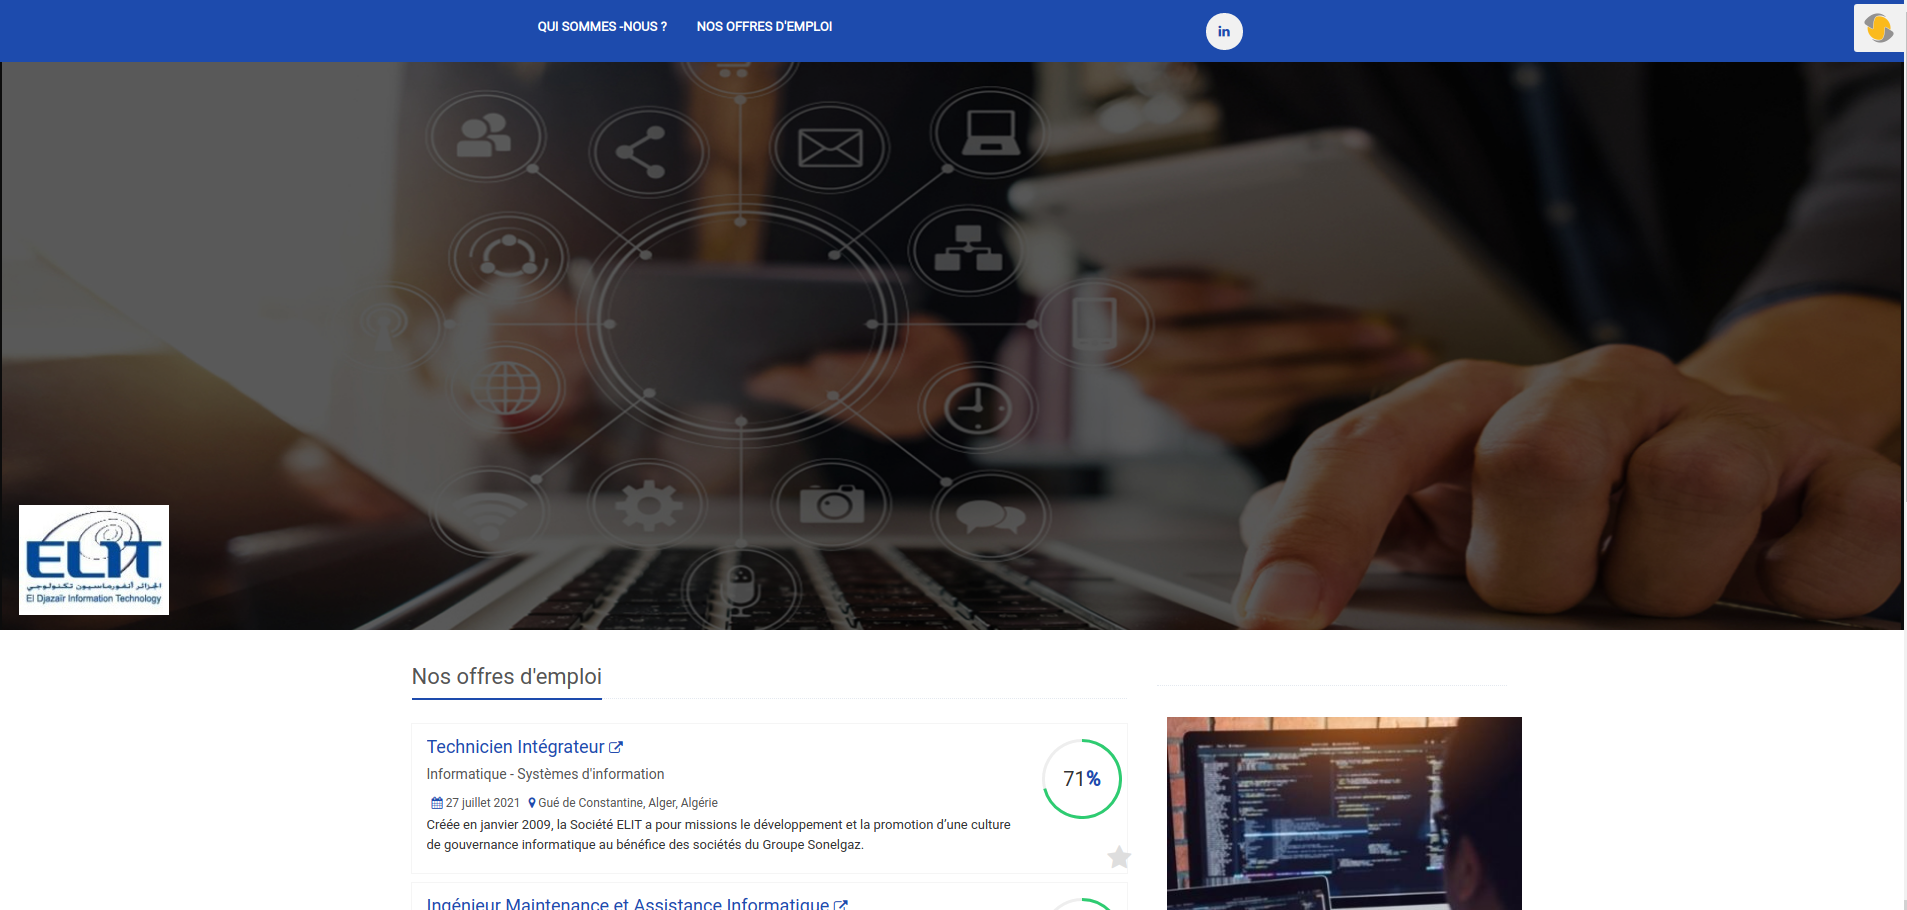 QUI SOMMES -NOUS ? NOS OFFRES D'EMPLOI in
ELIT
الجزائر أنفورماسيون تكنولوجي
El Djazaïr Information Technology
Nos offres d'emploi
Technicien Intégrateur
Informatique - Systèmes d'information
71%
27 juillet 2021 Gué de Constantine, Alger, Algérie
Créée en janvier 2009, la Société ELIT a pour missions le développement et la promotion d’une culture
de gouvernance informatique au bénéfice des sociétés du Groupe Sonelgaz.
Ingénieur Maintenance et Assistance Informatique